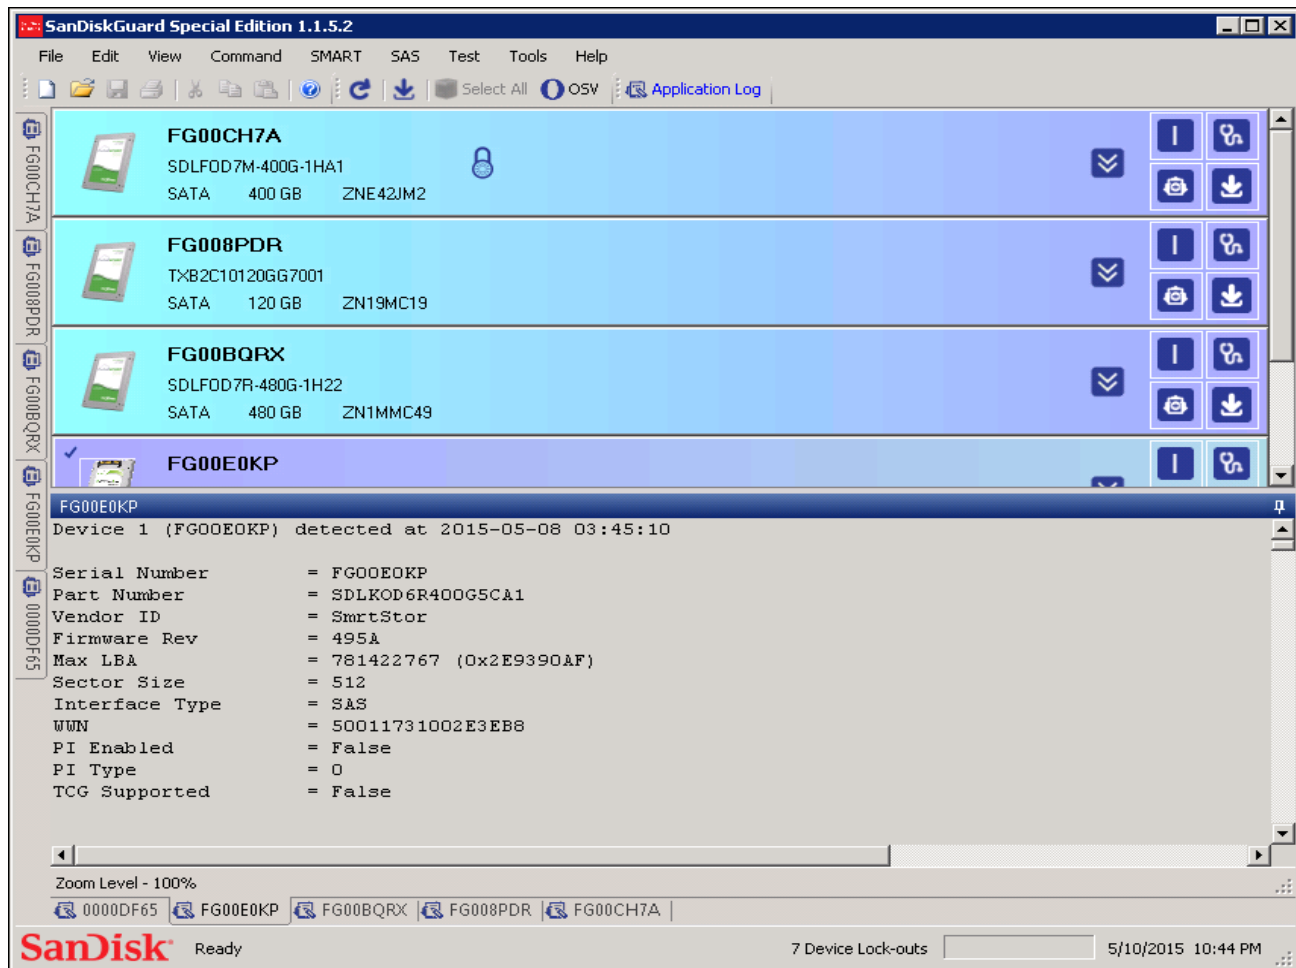 SanDiskGuard Special Edition 1.1.5.2
File Edit View Command SMART SAS Test Tools Help
Select All OSV Application Log
FG00CH7A
FG008PDR
FG00BQRX
FG00E0KP
0000DF65
FG00CH7A
SDLFOD7M-400G-1HA1
SATA 400 GB ZNE42JM2
FG008PDR
TXB2C10120GG7001
SATA 120 GB ZN19MC19
FG00BQRX
SDLFOD7R-480G-1H22
SATA 480 GB ZN1MMC49
FG00E0KP
FG00E0KP
Device 1 (FG00E0KP) detected at 2015-05-08 03:45:10
Serial Number = FG00E0KP
Part Number = SDLKOD6R400G5CA1
Vendor ID = SmrtStor
Firmware Rev = 495A
Max LBA = 781422767 (0x2E9390AF)
Sector Size = 512
Interface Type = SAS
WWN = 50011731002E3EB8
PI Enabled = False
PI Type = 0
TCG Supported = False
Zoom Level - 100%
0000DF65 FG00E0KP FG00BQRX FG008PDR FG00CH7A
SanDisk Ready 7 Device Lock-outs 5/10/2015 10:44 PM